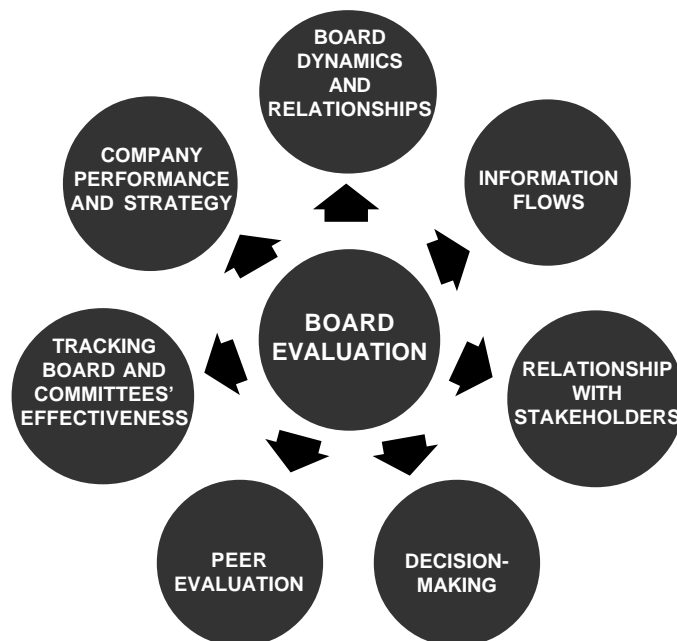 BOARD
DYNAMICS
AND
RELATIONSHIPS
COMPANY
PERFORMANCE
AND STRATEGY
INFORMATION
FLOWS
BOARD
EVALUATION
TRACKING
BOARD AND
COMMITTEES’
EFFECTIVENESS
RELATIONSHIP
WITH
STAKEHOLDERS
PEER
EVALUATION
DECISION-
MAKING